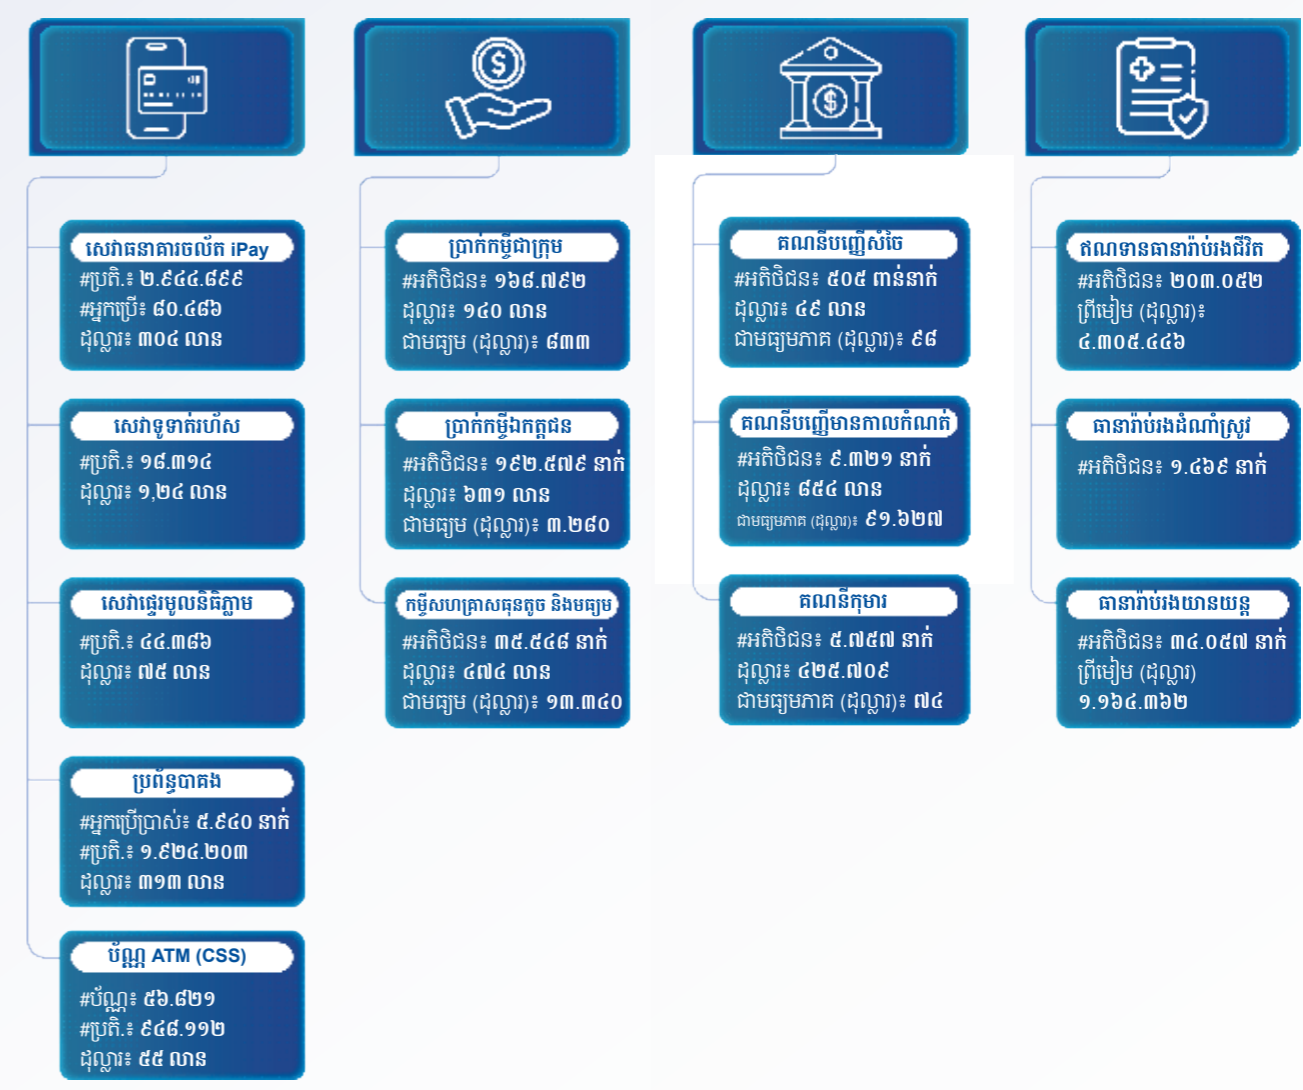 សេវាធនាគារចល័ត iPay
#ប្រតិ.៖ ២.៩៤៤.៨៩៩
#អ្នកប្រើ៖ ៨០.៤៨៦
ដុល្លារ៖ ៣០៤ លាន
សេវាទូទាត់រហ័ស
#ប្រតិ.៖ ១៨.៣១៤
ដុល្លារ៖ ១,២៤ លាន
សេវាផ្ទេរមូលនិធិភ្លាម
#ប្រតិ.៖ ៤៤.៣៨៦
ដុល្លារ៖ ៧៥ លាន
ប្រព័ន្ធបាគង
#អ្នកប្រើប្រាស់៖ ៥.៩៤០ នាក់
#ប្រតិ.៖ ១.៩២៤.២០៣
ដុល្លារ៖ ៣១៣ លាន
ប័ណ្ណ ATM (CSS)
#ប័ណ្ណ៖ ៥៦.៨២១
#ប្រតិ.៖ ៩៤៨.១១២
ដុល្លារ៖ ៥៥ លាន
ប្រាក់កម្ចីជាក្រុម
#អតិថិជន៖ ១៦៨.៧៩២
ដុល្លារ៖ ១៤០ លាន
ជាមធ្យម (ដុល្លារ)៖ ៨៣៣
ប្រាក់កម្ចីឯកត្តជន
#អតិថិជន៖ ១៩២.៥៧៩ នាក់
ដុល្លារ៖ ៦៣១ លាន
ជាមធ្យម (ដុល្លារ)៖ ៣.២៨០
កម្ចីសហគ្រាសធុនតូច និងមធ្យម
#អតិថិជន៖ ៣៥.៥៤៨ នាក់
ដុល្លារ៖ ៤៧៤ លាន
ជាមធ្យម (ដុល្លារ)៖ ១៣.៣៤០
គណនីបញ្ញើសំចៃ
#អតិថិជន៖ ៥០៥ ពាន់នាក់
ដុល្លារ៖ ៤៩ លាន
ជាមធ្យមភាគ (ដុល្លារ)៖ ៩៨
គណនីបញ្ញើមានកាលកំណត់
#អតិថិជន៖ ៩.៣២១ នាក់
ដុល្លារ៖ ៨៥៤ លាន
ជាមធ្យមភាគ (ដុល្លារ)៖ ៩១.៦២៧
គណនីកុមារ
#អតិថិជន៖ ៥.៧៥៧ នាក់
ដុល្លារ៖ ៤២៥.៧០៩
ជាមធ្យមភាគ (ដុល្លារ)៖ ៧៤
ឥណទានធានារ៉ាប់រងជីវិត
#អតិថិជន៖ ២០៣.០៥២
ព្រីមៀម (ដុល្លារ)៖
៤.៣០៥.៤៤៦
ធានារ៉ាប់រងដំណាំស្រូវ
#អតិថិជន៖ ១.៤៦៩ នាក់
ធានារ៉ាប់រងយានយន្ត
#អតិថិជន៖ ៣៤.០៥៧ នាក់
ព្រីមៀម (ដុល្លារ)
១.១៦៤.៣៦២